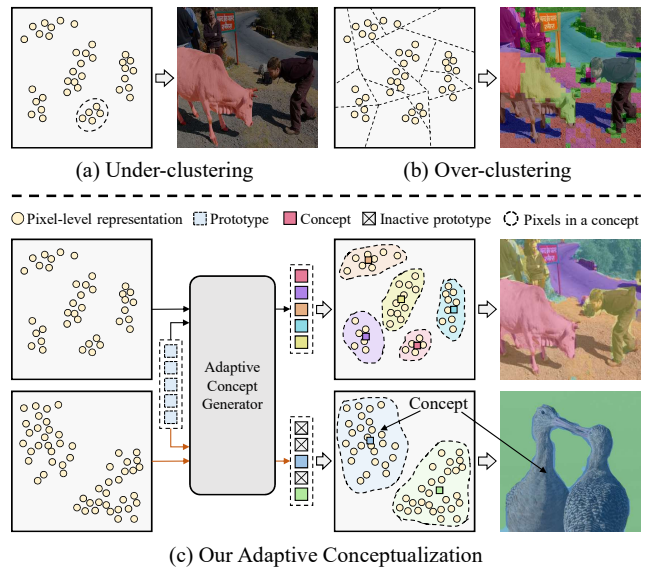 (a) Under-clustering
(b) Over-clustering
Pixel-level representation
Prototype
Concept
Inactive prototype
Pixels in a concept
Adaptive
Concept
Generator
Concept
(c) Our Adaptive Conceptualization